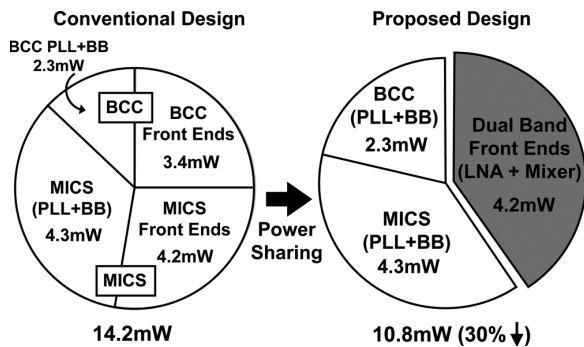 Conventional Design
BCC PLL+BB
2.3mW
BCC
BCC
Front Ends
3.4mW
MICS
(PLL+BB)
4.3mW
MICS
Front Ends
4.2mW
MICS
14.2mW
Power
Sharing
Proposed Design
BCC
(PLL+BB)
2.3mW
Dual Band
Front Ends
(LNA + Mixer)
4.2mW
MICS
(PLL+BB)
4.3mW
10.8mW (30% ↓)